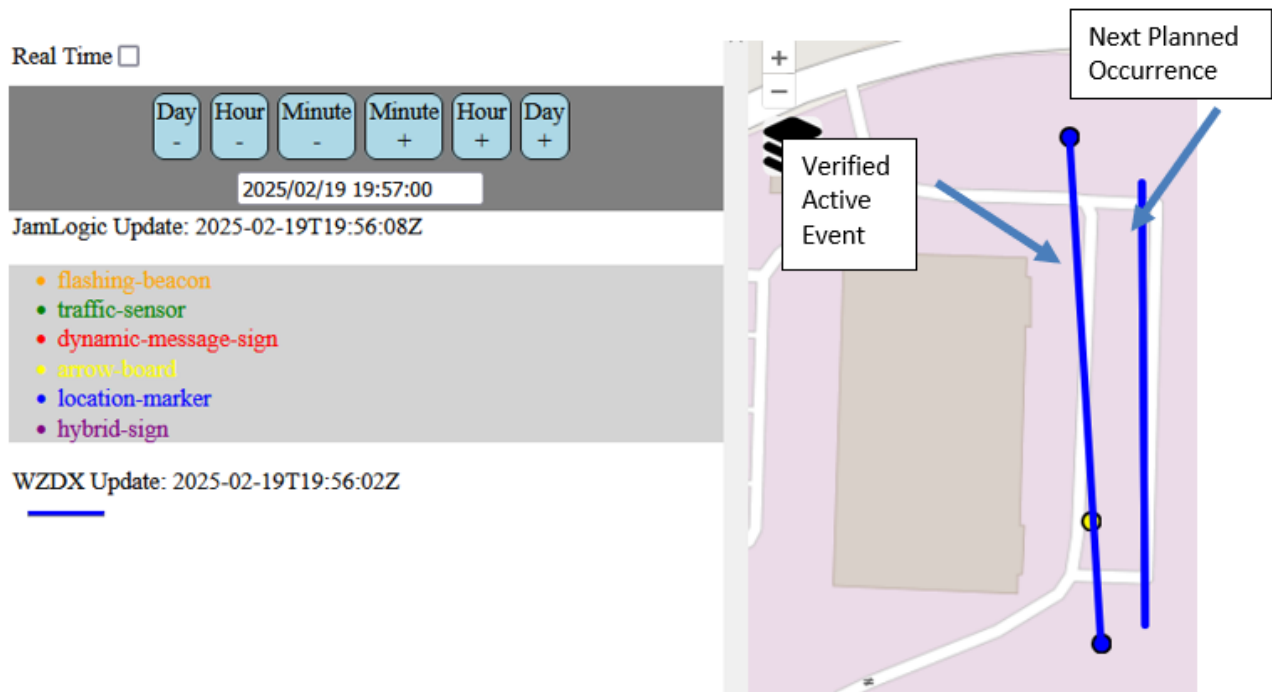 Real Time
Day
-
Hour
-
Minute
-
Minute
+
Hour
+
Day
+
2025/02/19 19:57:00
JamLogic Update: 2025-02-19T19:56:08Z
flashing-beacon
traffic-sensor
dynamic-message-sign
arrow-board
location-marker
hybrid-sign
WZDX Update: 2025-02-19T19:56:02Z
+
−
Next Planned
Occurrence
Verified
Active
Event